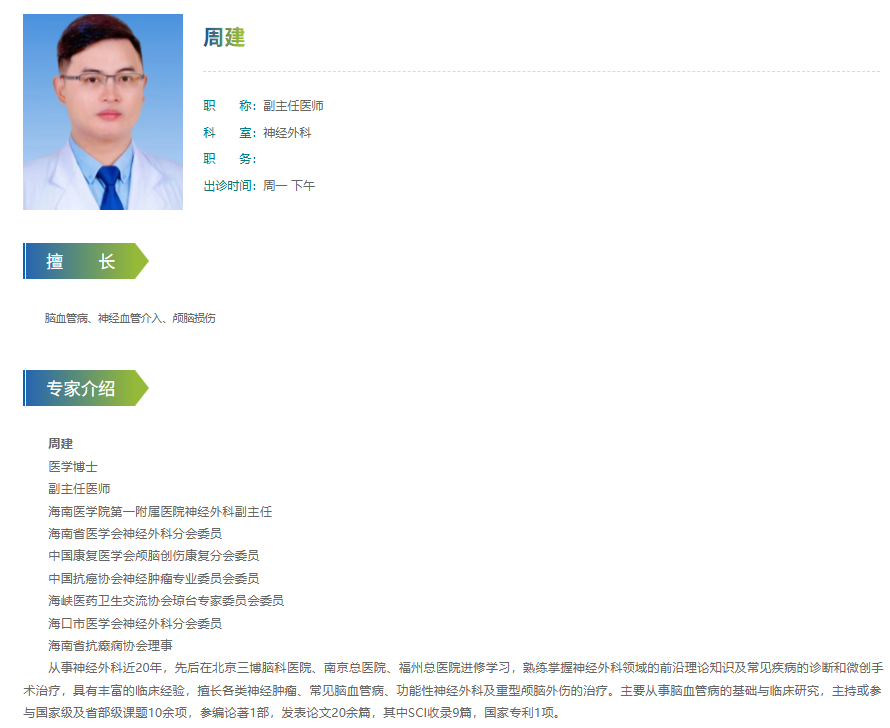 周建
职 称：副主任医师
科 室：神经外科
职 务：
出诊时间：周一 下午
擅 长
脑血管病、神经血管介入、颅脑损伤
专家介绍
周建
医学博士
副主任医师
海南医学院第一附属医院神经外科副主任
海南省医学会神经外科分会委员
中国康复医学会颅脑创伤康复分会委员
中国抗癌协会神经肿瘤专业委员会委员
海峡医药卫生交流协会琼台专家委员会委员
海口市医学会神经外科分会委员
海南省抗癫痫协会理事
从事神经外科近20年，先后在北京三博脑科医院、南京总医院、福州总医院进修学习，熟练掌握神经外科领域的前沿理论知识及常见疾病的诊断和微创手
术治疗，具有丰富的临床经验，擅长各类神经肿瘤、常见脑血管病、功能性神经外科及重型颅脑外伤的治疗。主要从事脑血管病的基础与临床研究，主持或参
与国家级及省部级课题10余项，参编论著1部，发表论文20余篇，其中SCI收录9篇，国家专利1项。